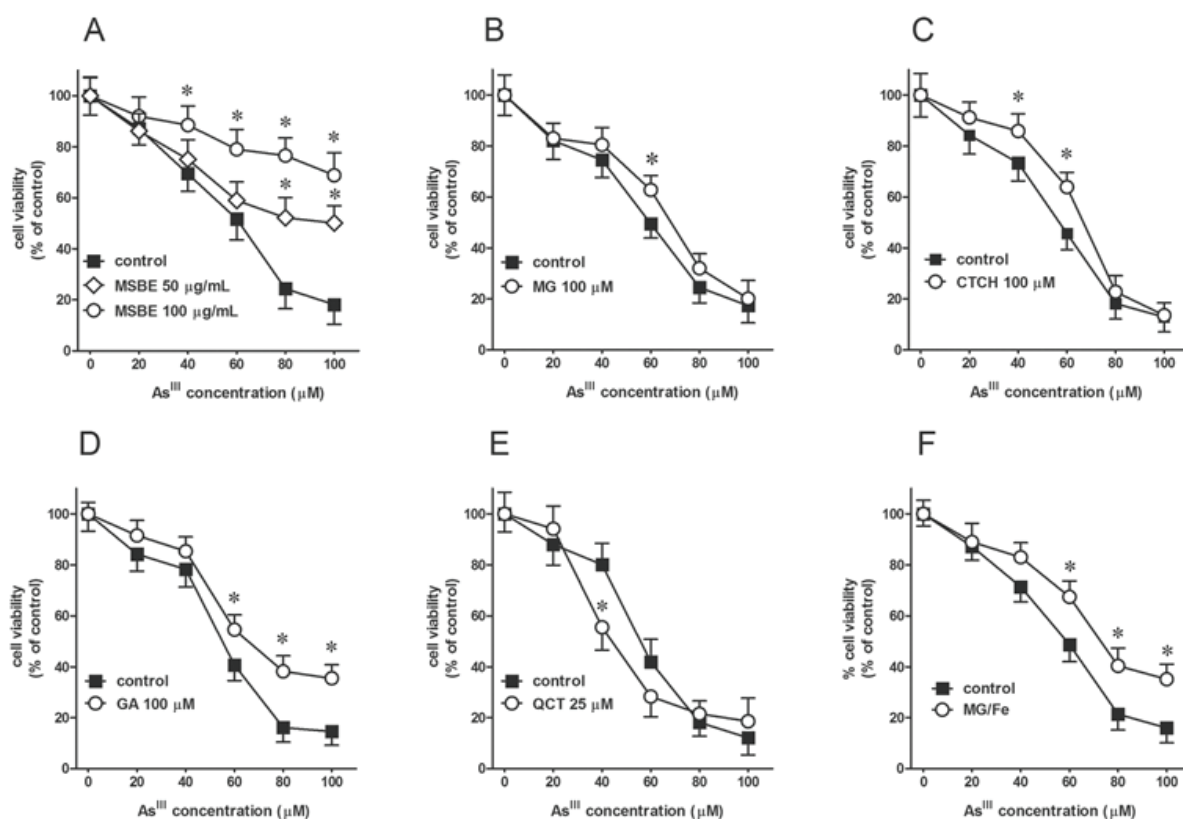 A
cell viability
(% of control)
100
80
60
40
20
0
* * * *
* *
control
MSBE 50 μg/mL
MSBE 100 μg/mL
0 20 40 60 80 100
As^III concentration (μM)
B
cell viability
(% of control)
100
80
60
40
20
0
*
control
MG 100 μM
0 20 40 60 80 100
As^III concentration (μM)
C
cell viability
(% of control)
100
80
60
40
20
0
* *
control
CTCH 100 μM
0 20 40 60 80 100
As^III concentration (μM)
D
cell viability
(% of control)
100
80
60
40
20
0
* * *
control
GA 100 μM
0 20 40 60 80 100
As^III concentration (μM)
E
cell viability
(% of control)
100
80
60
40
20
0
*
control
QCT 25 μM
0 20 40 60 80 100
As^III concentration (μM)
F
% cell viability
(% of control)
100
80
60
40
20
0
* * *
control
MG/Fe
0 20 40 60 80 100
As^III concentration (μM)